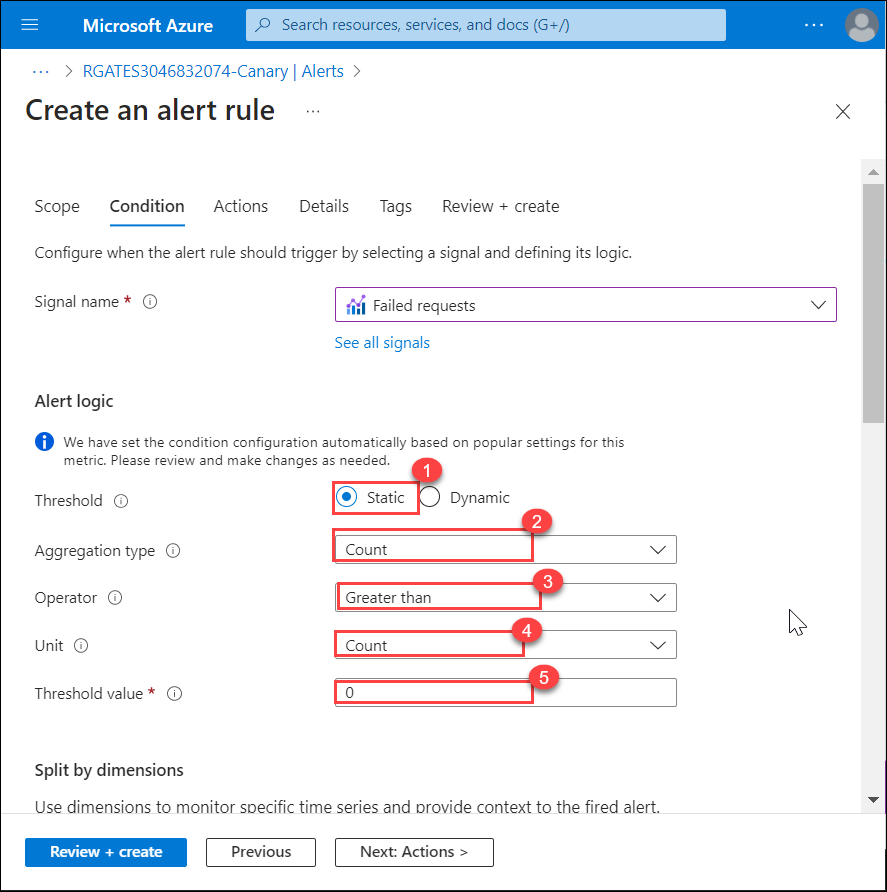 Microsoft Azure
Search resources, services, and docs (G+/)
...
... > RGATES3046832074-Canary | Alerts >
Create an alert rule ...
Scope Condition Actions Details Tags Review + create
Configure when the alert rule should trigger by selecting a signal and defining its logic.
Signal name * Failed requests
See all signals
Alert logic
We have set the condition configuration automatically based on popular settings for this
metric. Please review and make changes as needed.
1
Threshold Static Dynamic
2
Aggregation type Count
3
Operator Greater than
4
Unit Count
5
Threshold value * 0
Split by dimensions
Use dimensions to monitor specific time series and provide context to the fired alert.
Review + create Previous Next: Actions >